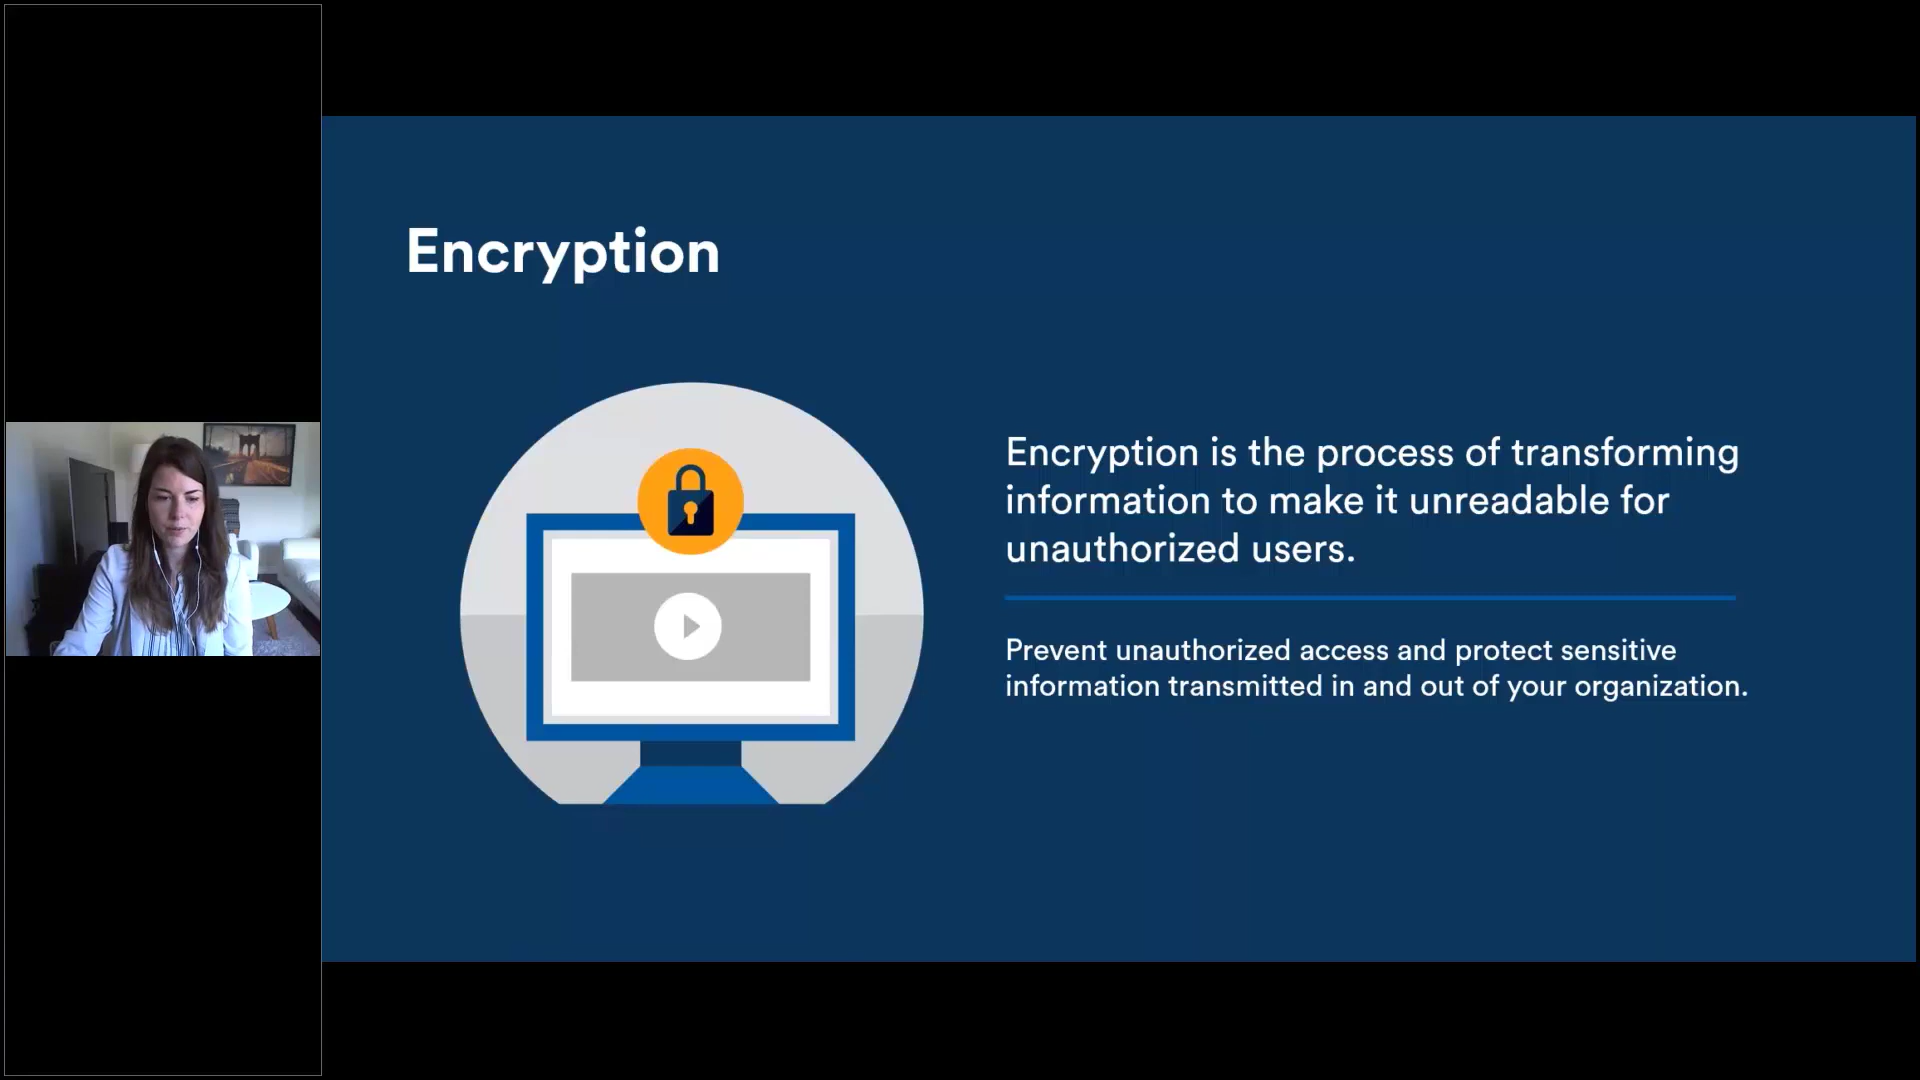 Encryption
Encryption is the process of transforming
information to make it unreadable for
unauthorized users.
Prevent unauthorized access and protect sensitive
information transmitted in and out of your organization.